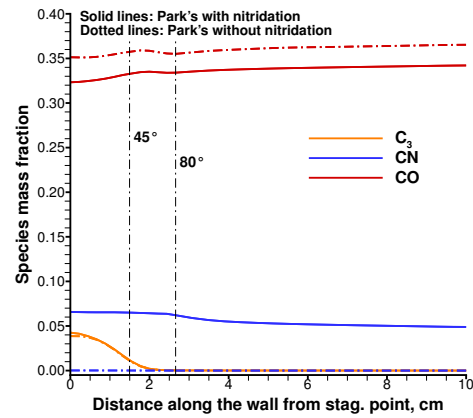 Solid lines: Park's with nitridation
Dotted lines: Park's without nitridation
0.40
0.35
0.30
0.25
0.20
0.15
0.10
0.05
0.00
Species mass fraction
45°
80°
C₃
CN
CO
0 2 4 6 8 10
Distance along the wall from stag. point, cm